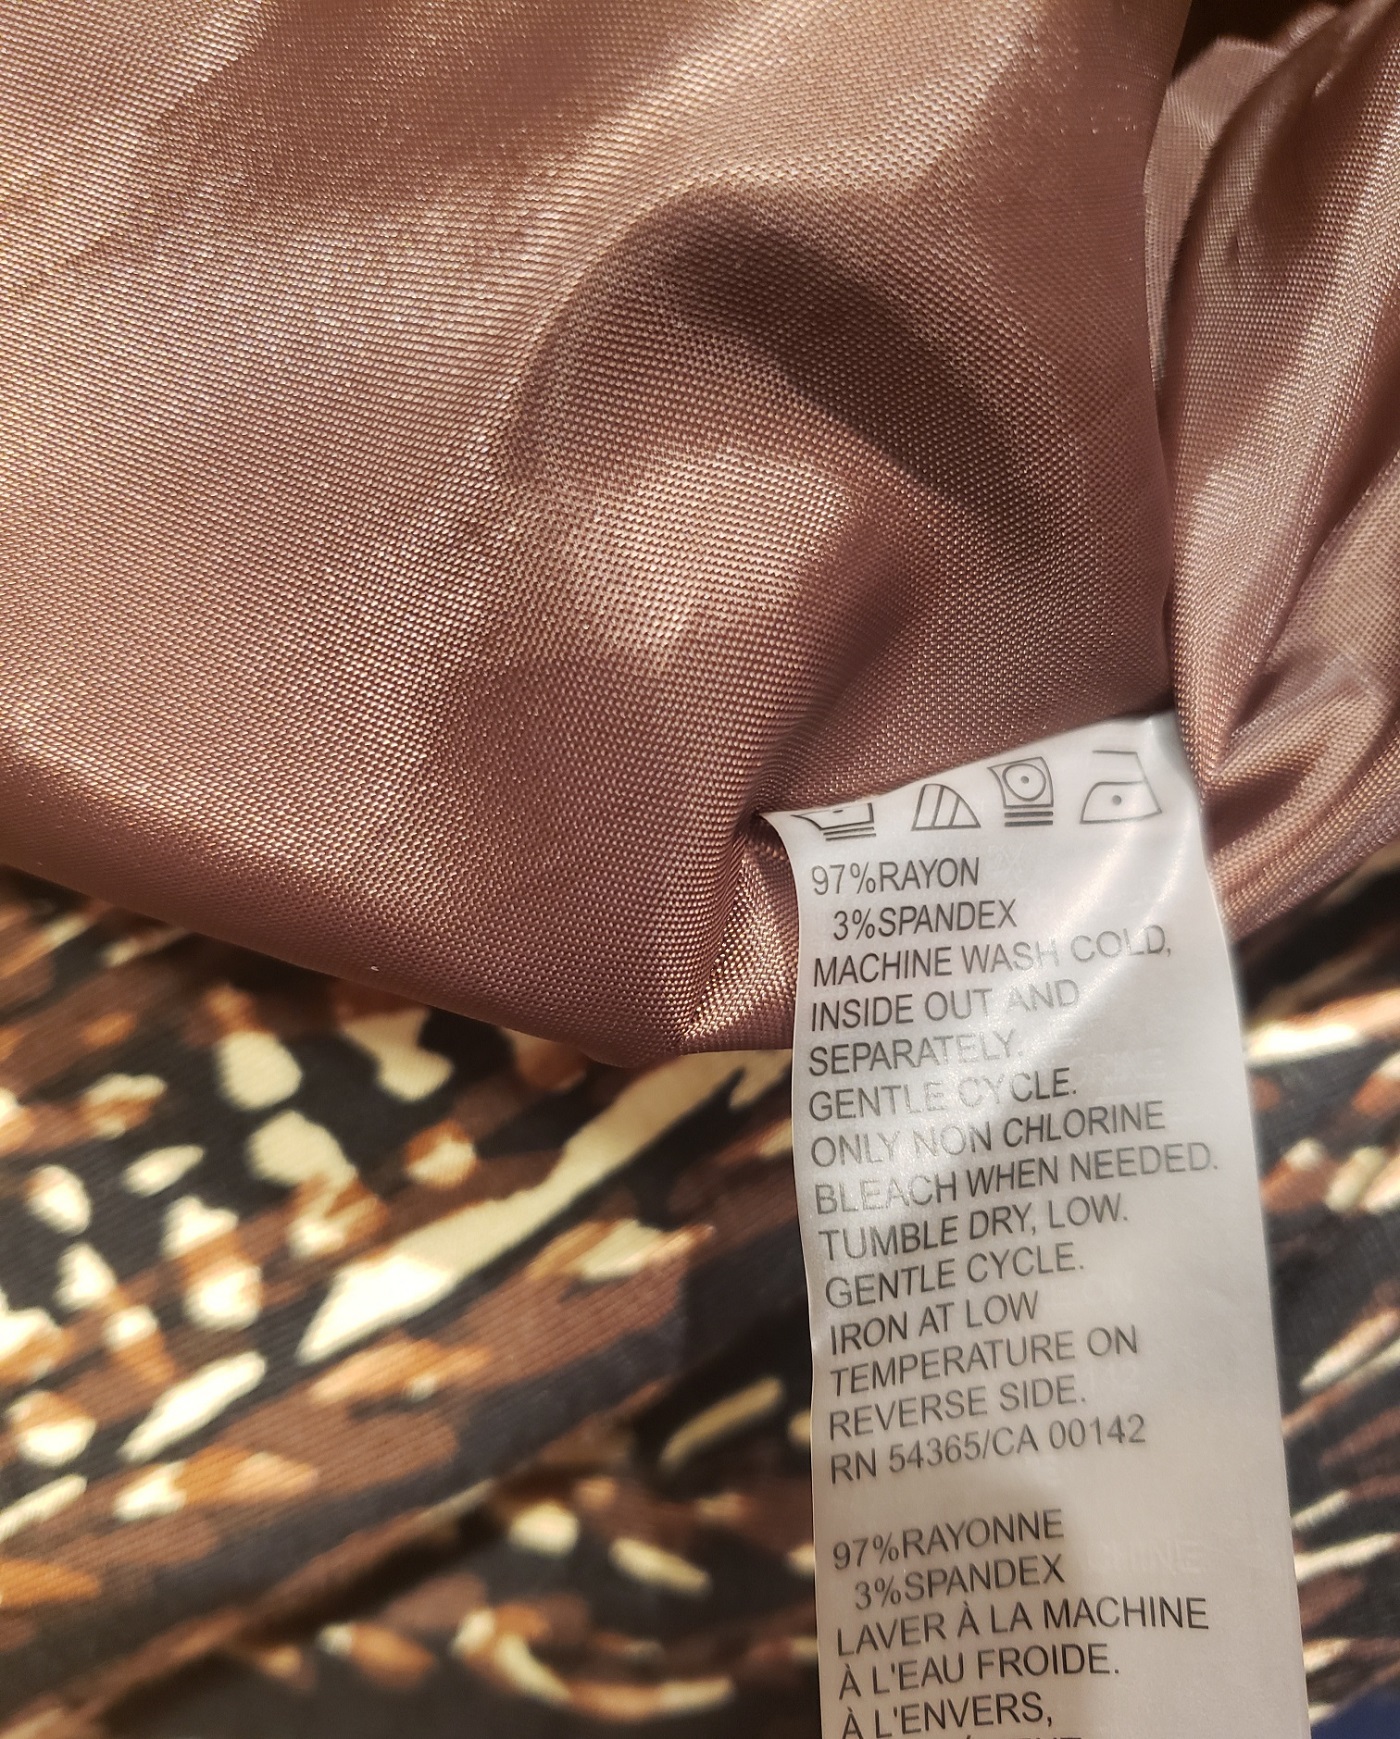 97%RAYON
3%SPANDEX
MACHINE WASH COLD,
INSIDE OUT AND
SEPARATELY.
GENTLE CYCLE.
ONLY NON CHLORINE
BLEACH WHEN NEEDED.
TUMBLE DRY, LOW.
GENTLE CYCLE.
IRON AT LOW
TEMPERATURE ON
REVERSE SIDE.
RN 54365/CA 00142
97%RAYONNE
3%SPANDEX
LAVER À LA MACHINE
À L'EAU FROIDE.
À L'ENVERS,